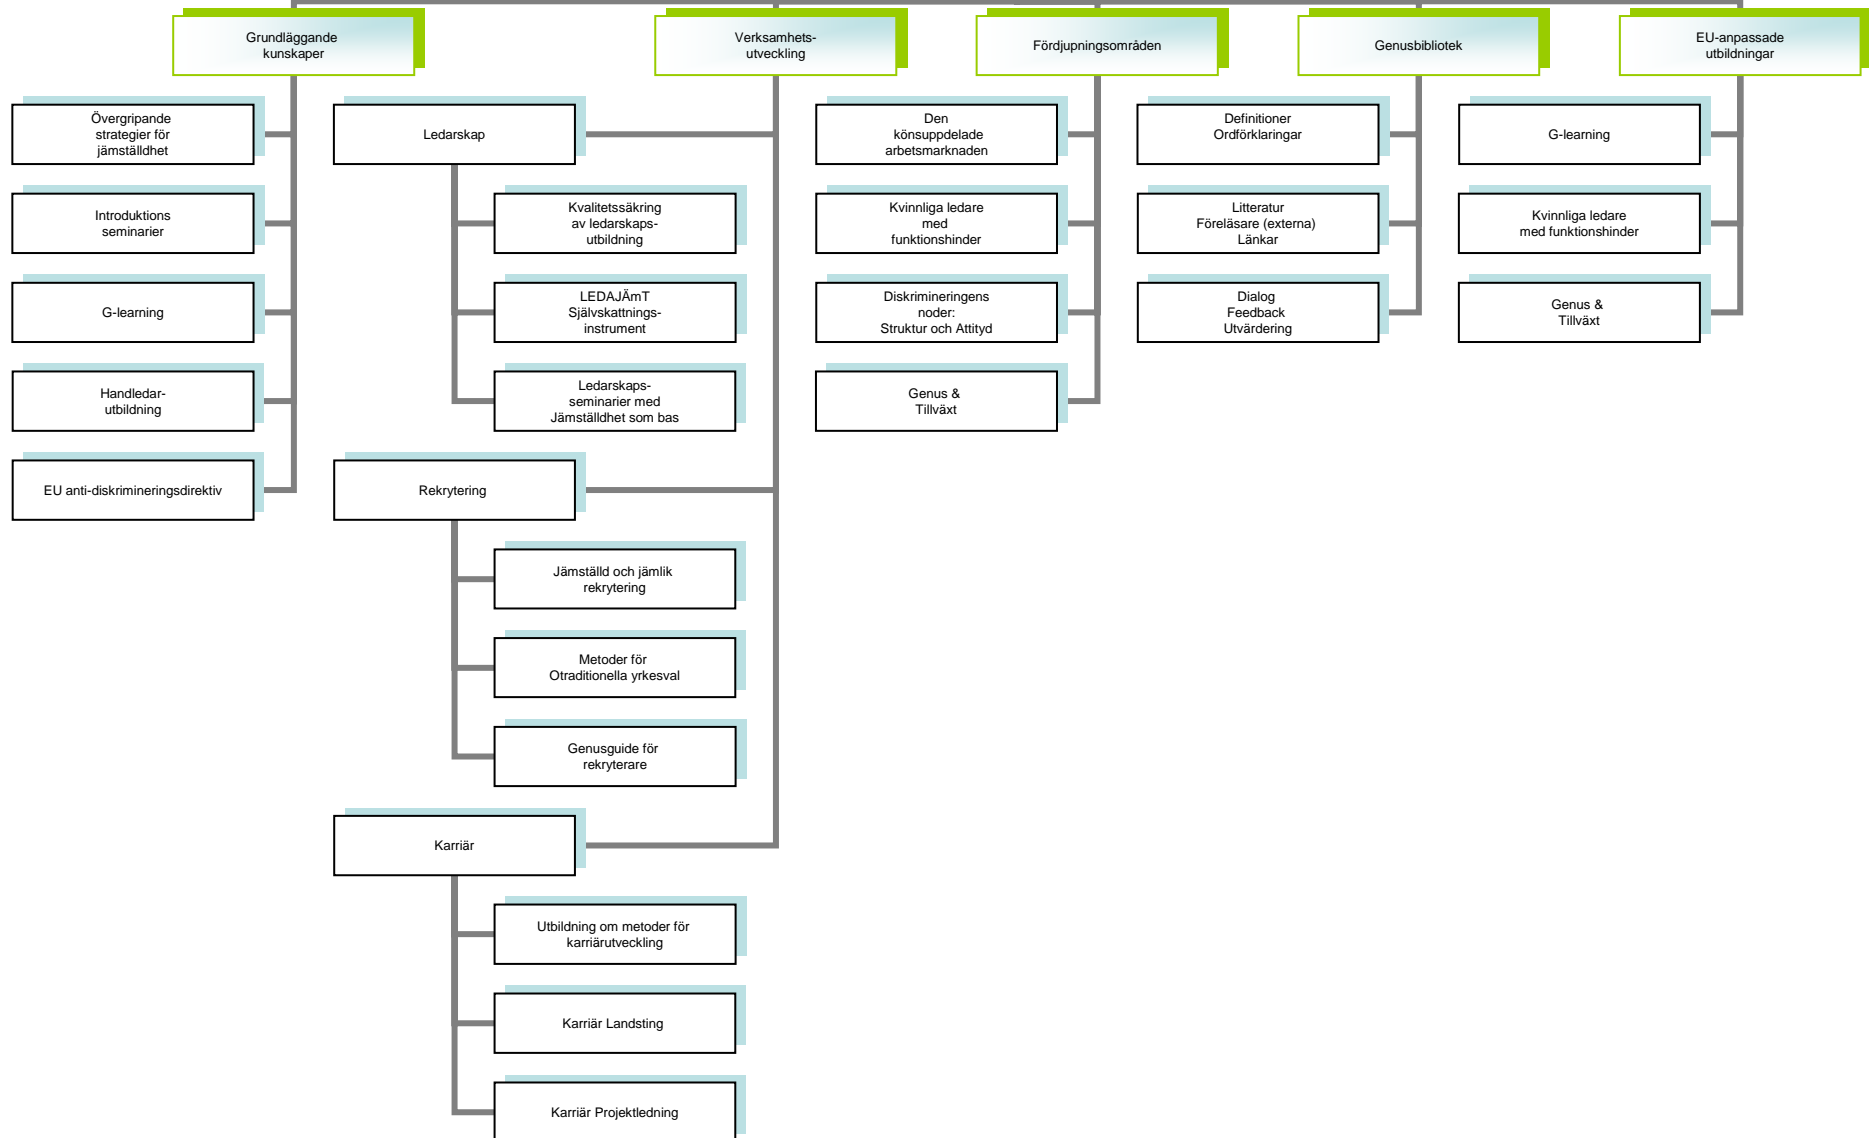 Grundläggande
kunskaper
Verksamhets-
utveckling
Fördjupningsområden
Genusbibliotek
EU-anpassade
utbildningar
Övergripande
strategier för
jämställdhet
Introduktions
seminarier
G-learning
Handledar-
utbildning
EU anti-diskrimineringsdirektiv
Ledarskap
Kvalitetssäkring
av ledarskaps-
utbildning
LEDAJÄmT
Självskattnings-
instrument
Ledarskaps-
seminarier med
Jämställdhet som bas
Rekrytering
Jämställd och jämlik
rekrytering
Metoder för
Otraditionella yrkesval
Genusguide för
rekryterare
Karriär
Utbildning om metoder för
karriärutveckling
Karriär Landsting
Karriär Projektledning
Den
könsuppdelade
arbetsmarknaden
Kvinnliga ledare
med
funktionshinder
Diskrimineringens
noder:
Struktur och Attityd
Genus &
Tillväxt
Definitioner
Ordförklaringar
Litteratur
Föreläsare (externa)
Länkar
Dialog
Feedback
Utvärdering
G-learning
Kvinnliga ledare
med funktionshinder
Genus &
Tillväxt